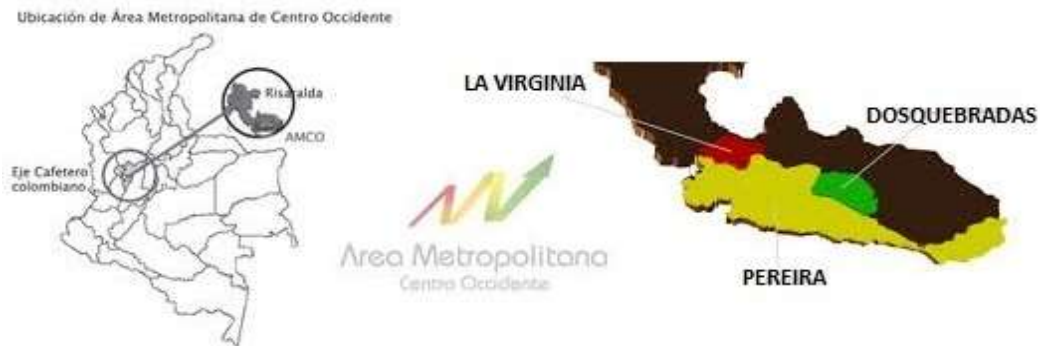 Ubicación de Área Metropolitana de Centro Occidente
Risaralda
AMCO
Eje Cafetero
colombiano
Área Metropolitana
Centro Occidente
LA VIRGINIA
DOSQUEBRADAS
PEREIRA